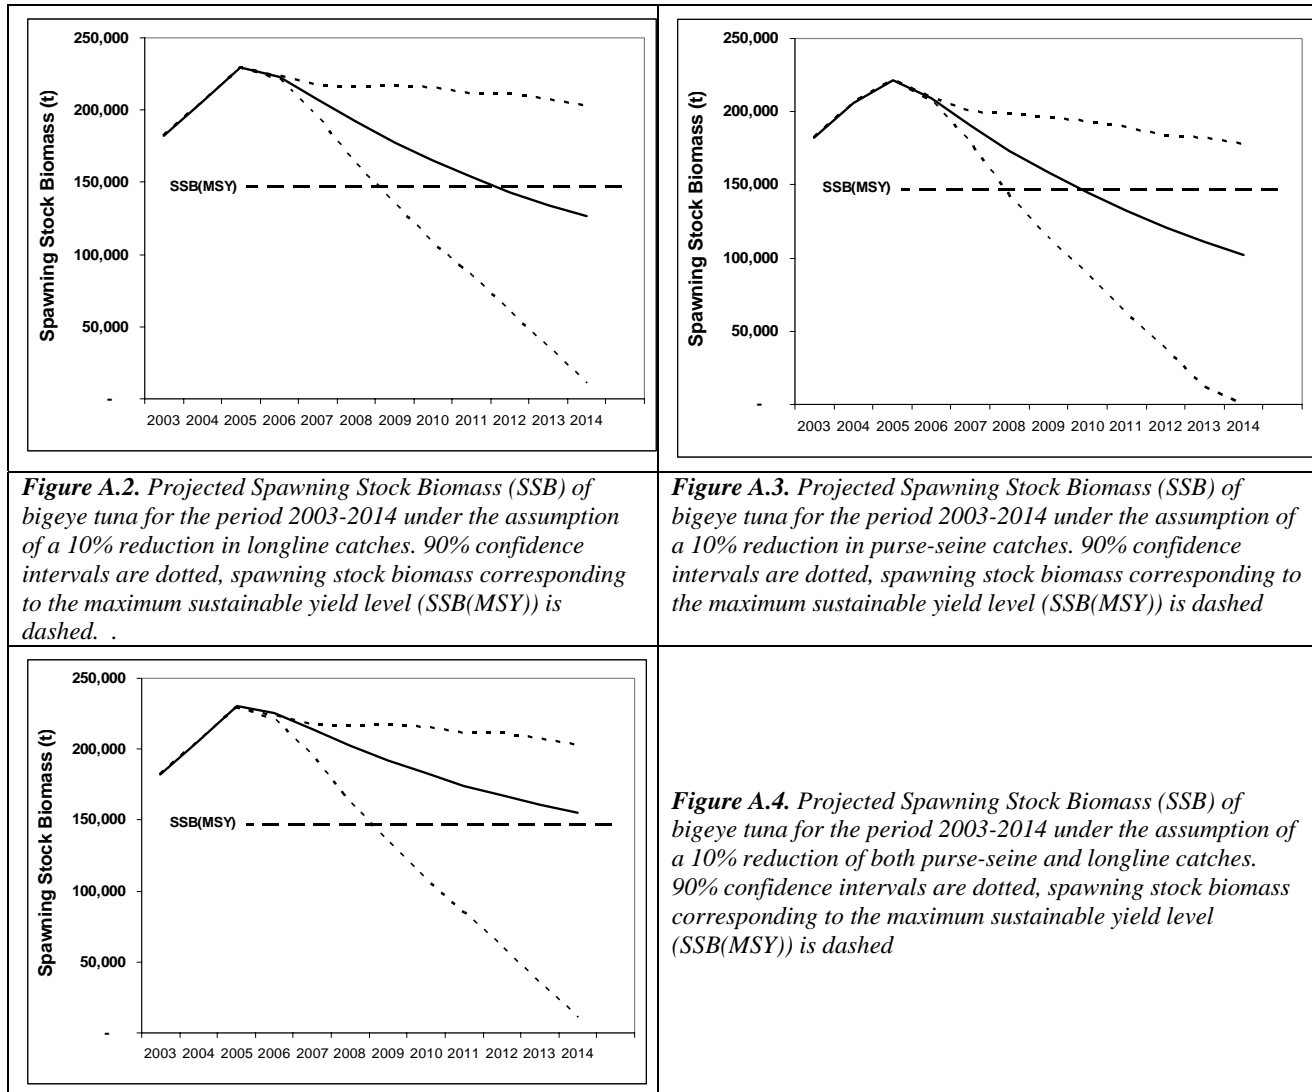 250,000
200,000
150,000
100,000
50,000
-
Spawning Stock Biomass (t)
SSB(MSY)
2003 2004 2005 2006 2007 2008 2009 2010 2011 2012 2013 2014
250,000
200,000
150,000
100,000
50,000
-
Spawning Stock Biomass (t)
SSB(MSY)
2003 2004 2005 2006 2007 2008 2009 2010 2011 2012 2013 2014
Figure A.2. Projected Spawning Stock Biomass (SSB) of
bigeye tuna for the period 2003-2014 under the assumption
of a 10% reduction in longline catches. 90% confidence
intervals are dotted, spawning stock biomass corresponding
to the maximum sustainable yield level (SSB(MSY)) is
dashed. .
Figure A.3. Projected Spawning Stock Biomass (SSB) of
bigeye tuna for the period 2003-2014 under the assumption of
a 10% reduction in purse-seine catches. 90% confidence
intervals are dotted, spawning stock biomass corresponding to
the maximum sustainable yield level (SSB(MSY)) is dashed
250,000
200,000
150,000
100,000
50,000
-
Spawning Stock Biomass (t)
SSB(MSY)
2003 2004 2005 2006 2007 2008 2009 2010 2011 2012 2013 2014
Figure A.4. Projected Spawning Stock Biomass (SSB) of
bigeye tuna for the period 2003-2014 under the assumption of
a 10% reduction of both purse-seine and longline catches.
90% confidence intervals are dotted, spawning stock biomass
corresponding to the maximum sustainable yield level
(SSB(MSY)) is dashed